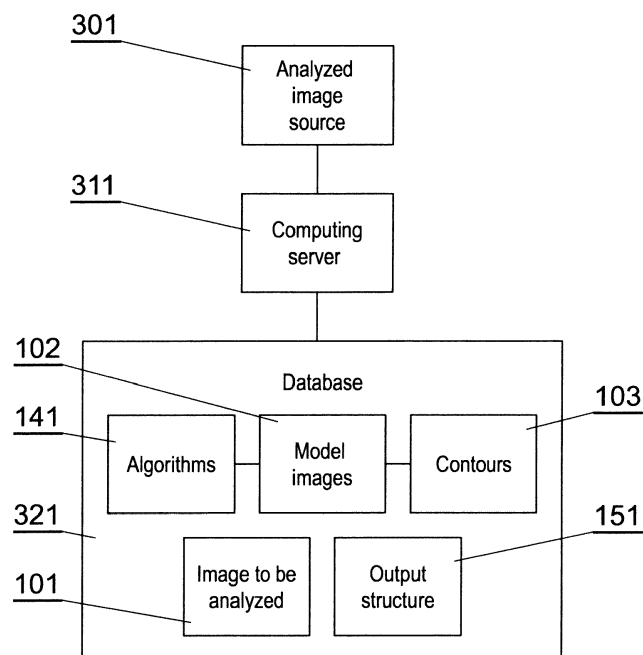 301
Analyzed
image
source
311
Computing
server
102
Database
103
141
Algorithms
Model
images
Contours
321
151
101
Image to be
analyzed
Output
structure